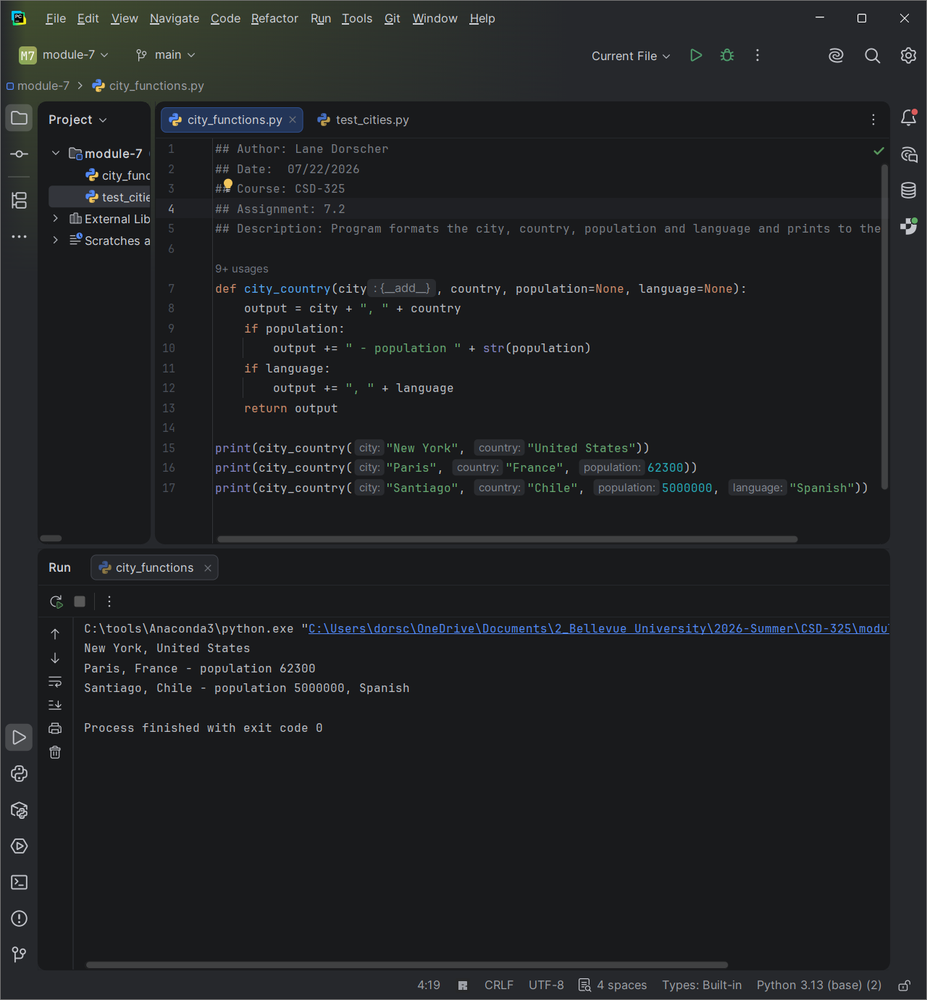 File Edit View Navigate Code Refactor Run Tools Git Window Help
M7 module-7 main Current File
module-7 > city_functions.py
Project
city_functions.py test_cities.py
module-7
city_func
test_citie
External Lib
Scratches a
1 ## Author: Lane Dorscher
2 ## Date:  07/22/2026
3 ## Course: CSD-325
4 ## Assignment: 7.2
5 ## Description: Program formats the city, country, population and language and prints to the
6
9+ usages
7 def city_country(city : {__add__} , country, population=None, language=None):
8     output = city + ", " + country
9     if population:
10         output += " - population " + str(population)
11     if language:
12         output += ", " + language
13     return output
14
15 print(city_country( city: "New York", country: "United States"))
16 print(city_country( city: "Paris", country: "France", population: 62300))
17 print(city_country( city: "Santiago", country: "Chile", population: 5000000, language: "Spanish"))
Run city_functions
C:\tools\Anaconda3\python.exe "C:\Users\dorsc\OneDrive\Documents\2_Bellevue University\2026-Summer\CSD-325\modul
New York, United States
Paris, France - population 62300
Santiago, Chile - population 5000000, Spanish
Process finished with exit code 0
4:19 CRLF UTF-8 4 spaces Types: Built-in Python 3.13 (base) (2)